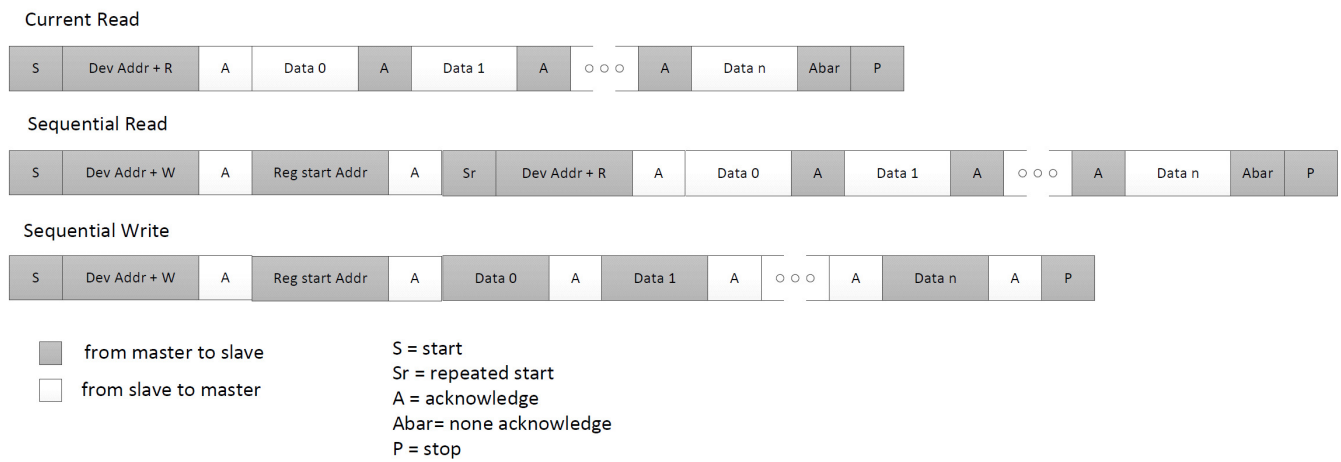 Current Read
S Dev Addr + R A Data 0 A Data 1 A A Data n Abar P
Sequential Read
S Dev Addr + W A Reg start Addr A Sr Dev Addr + R A Data 0 A Data 1 A A Data n Abar P
Sequential Write
S Dev Addr + W A Reg start Addr A Data 0 A Data 1 A A Data n A P
from master to slave
from slave to master
S = start
Sr = repeated start
A = acknowledge
Abar= none acknowledge
P = stop